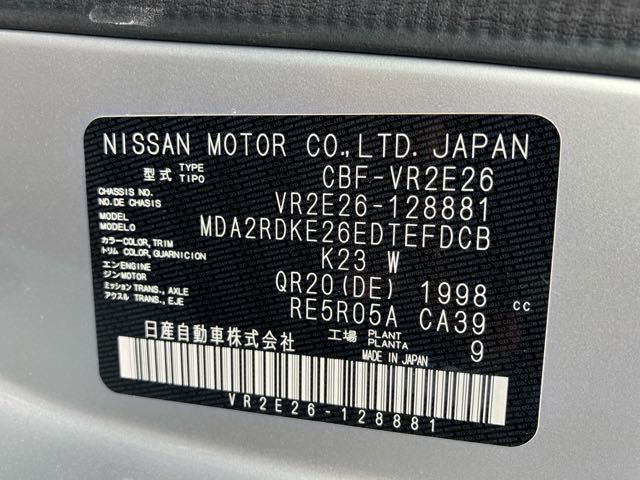 NISSAN MOTOR CO.,LTD. JAPAN
型式 TYPE TIPO CBF-VR2E26
CHASSIS NO. NO.DE CHASIS VR2E26-128881
MODEL MODELO MDA2RDKE26EDTEFDCB
カラー COLOR, TRIM トリム COLOR, GUARNICION K23 W
エンエンENGINE ジンMOTOR QR20(DE) 1998 cc
ミッション TRANS., AXLE アクスル TRANS., EJE RE5R05A CA39
日産自動車株式会社 工場 PLANT PLANTA 9
MADE IN JAPAN
VR2E26-128881